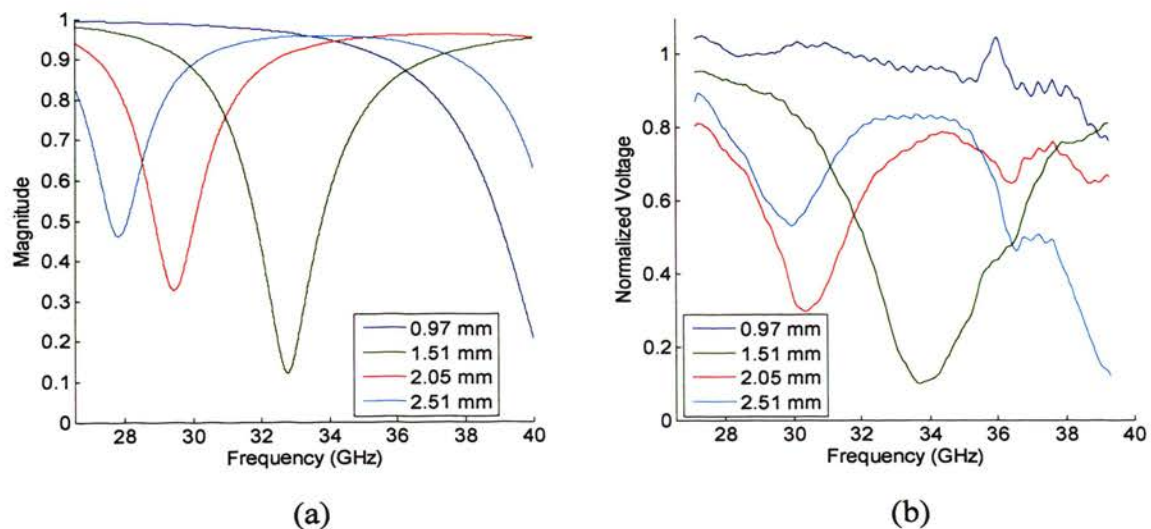 1
0.9
0.8
0.7
0.6
0.5
0.4
0.3
0.2
0.1
0
Magnitude
28 30 32 34 36 38 40
Frequency (GHz)
0.97 mm
1.51 mm
2.05 mm
2.51 mm
(a)
1
0.8
0.6
0.4
0.2
0
Normalized Voltage
28 30 32 34 36 38 40
Frequency (GHz)
0.97 mm
1.51 mm
2.05 mm
2.51 mm
(b)